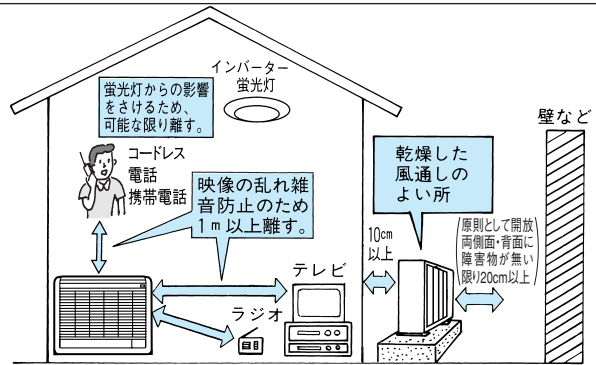 インバーター
蛍光灯
蛍光灯からの影響
をさけるため、
可能な限り離す。
コードレス
電話
携帯電話
映像の乱れ雑
音防止のため
1m以上離す。
テレビ
ラジオ
乾燥した
風通しの
よい所
10cm
以上
壁など
(原則として開放
両側面・背面に
障害物が無い
限り20cm以上)